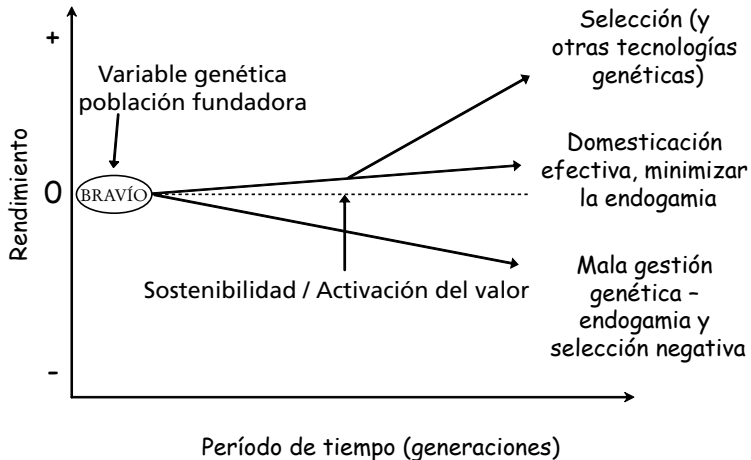 +
Selección (y
otras tecnologías
genéticas)
Variable genética
población fundadora
Domesticación
efectiva, minimizar
la endogamia
Rendimiento
0
BRAVÍO
Sostenibilidad / Activación del valor
Mala gestión
genética –
endogamia y
selección negativa
-
Período de tiempo (generaciones)